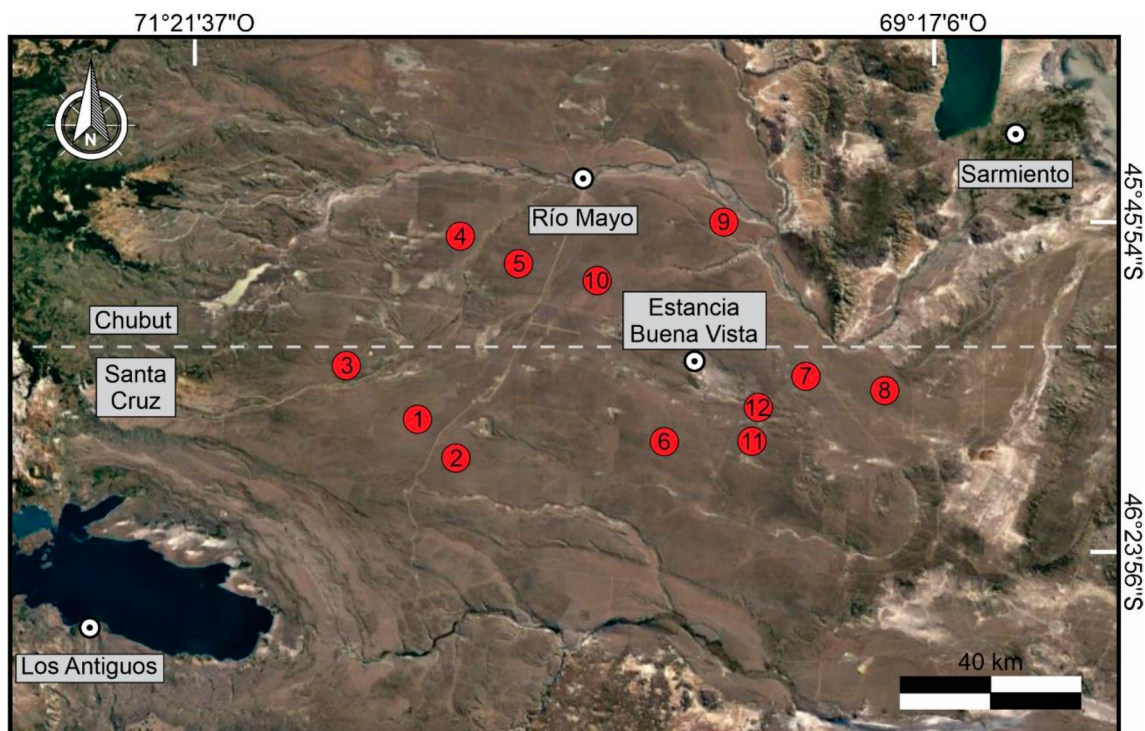 71°21'37"O
69°17'6"O
N
Sarmiento
45°45'54"S
Río Mayo
4
9
5
10
Estancia
Buena Vista
Chubut
Santa
Cruz
3
7
8
12
1
6
11
2
46°23'56"S
Los Antiguos
40 km